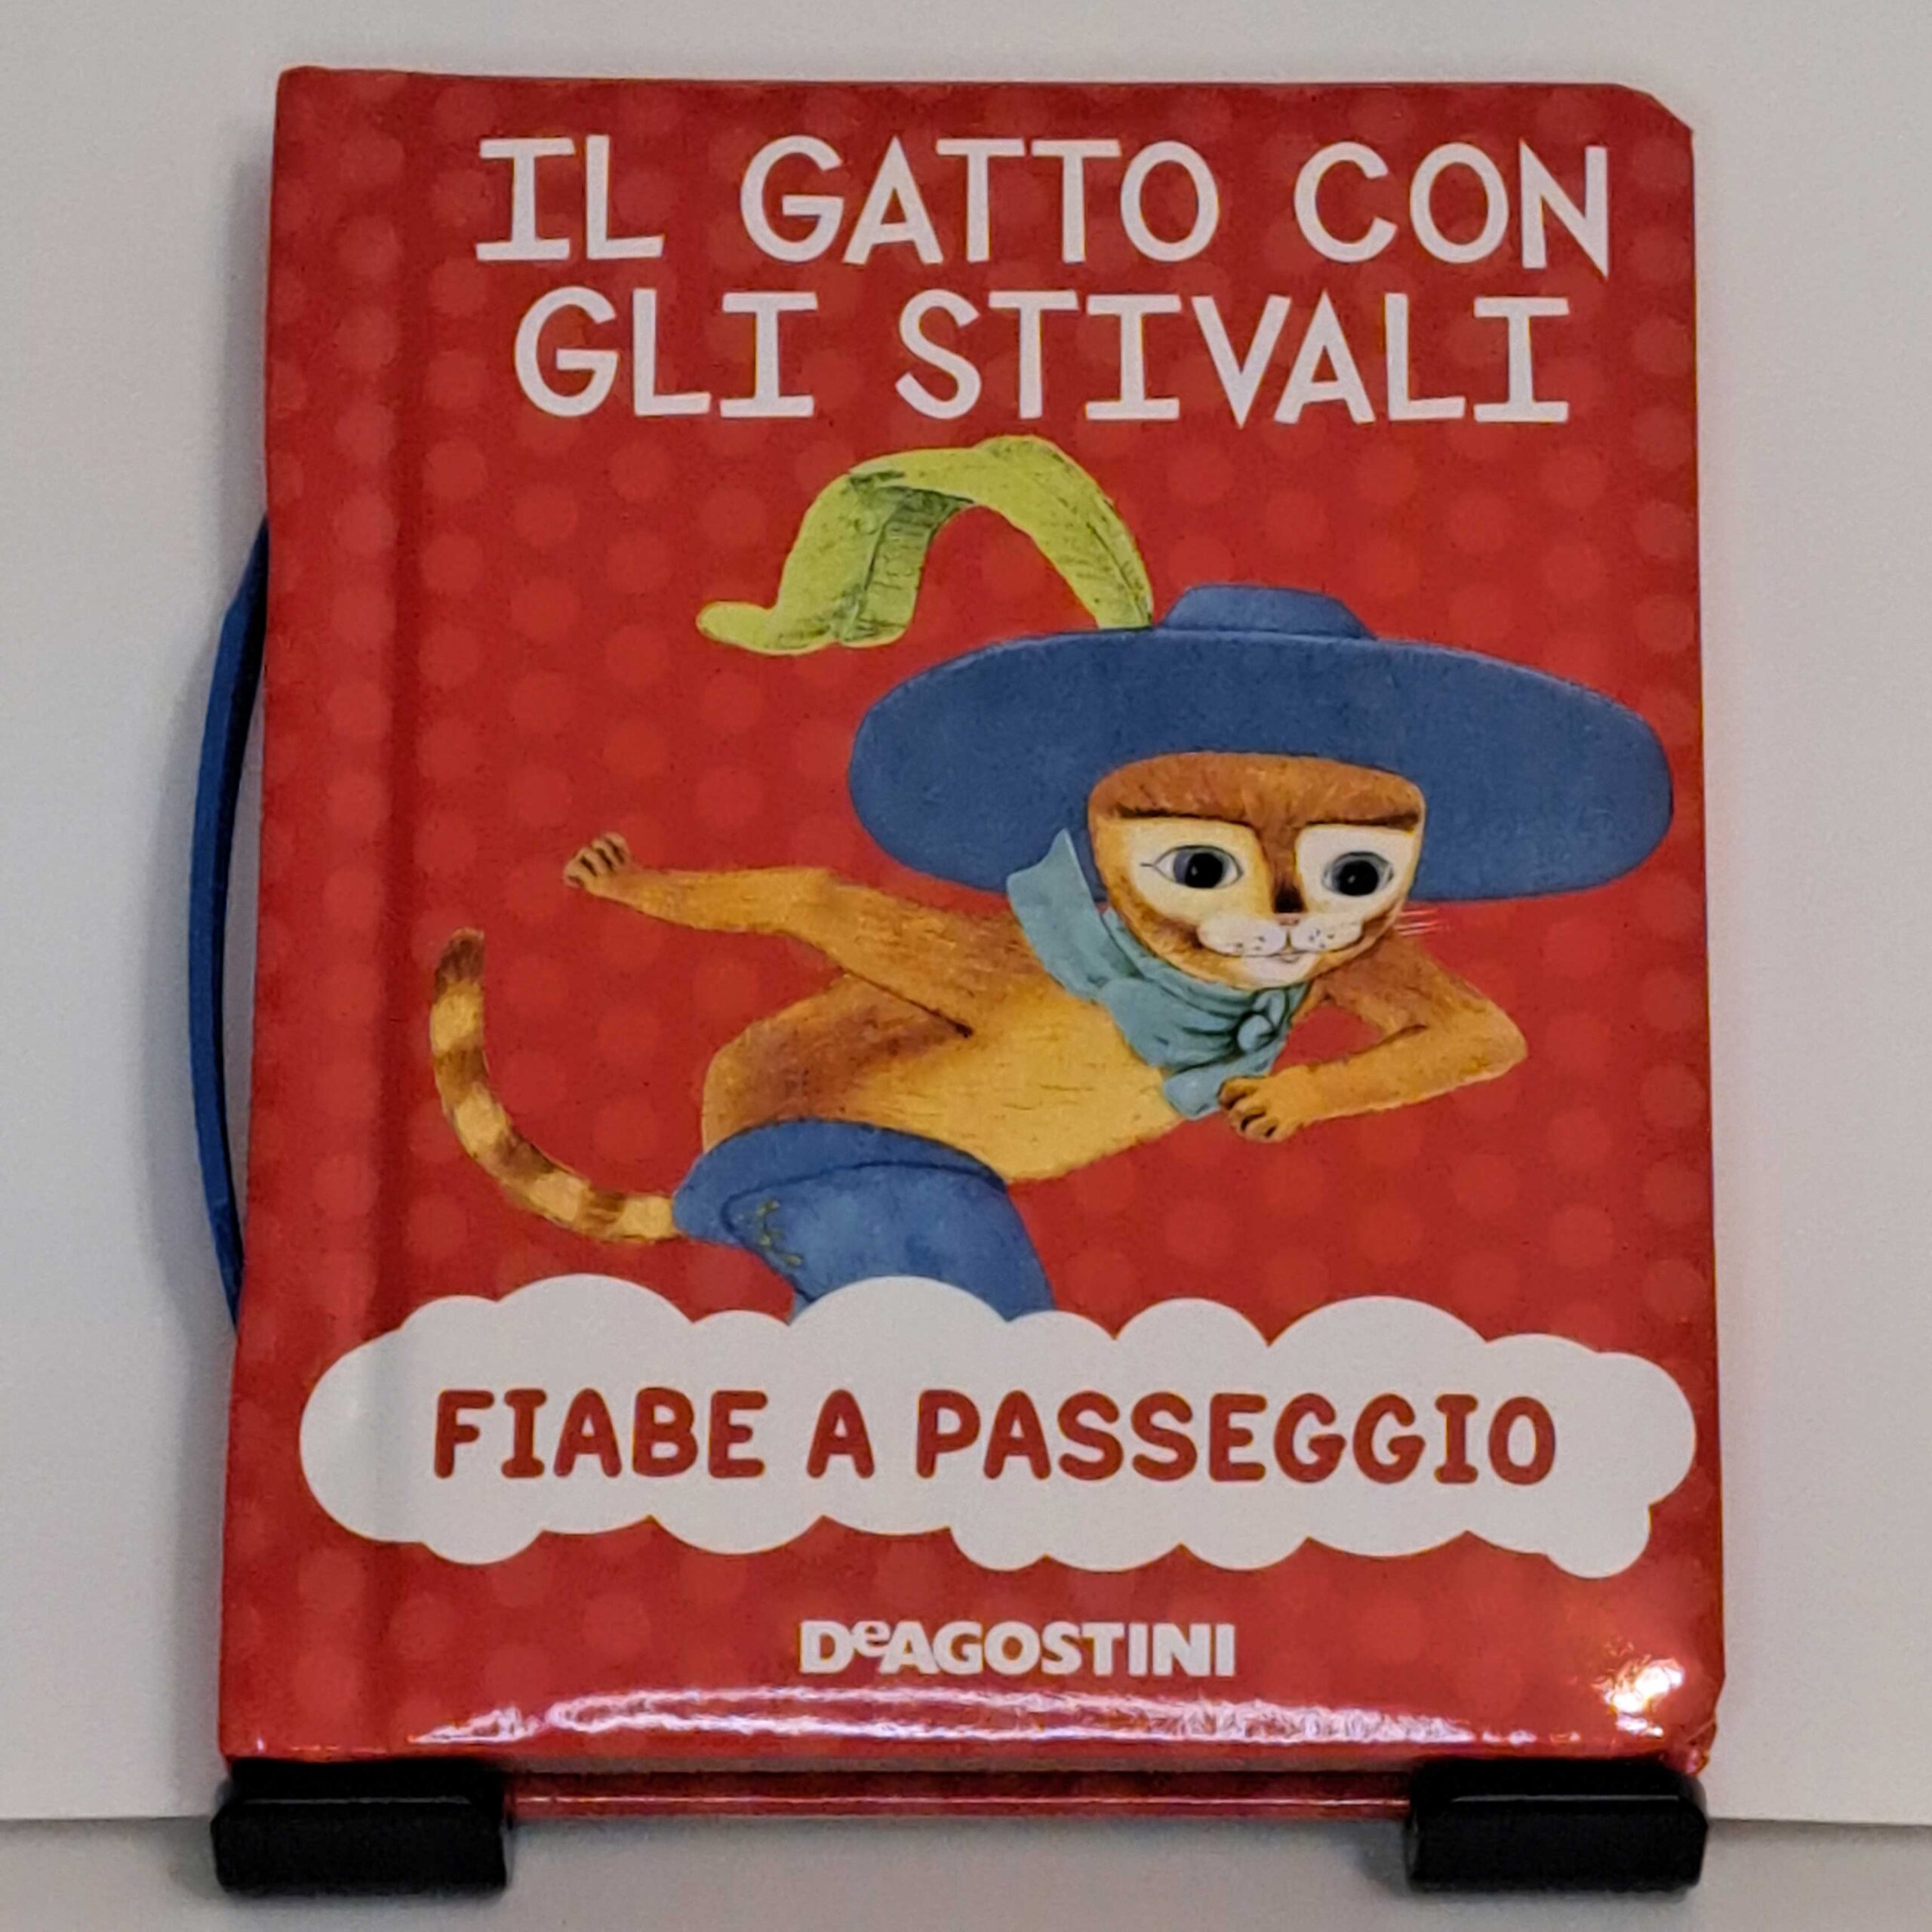 IL GATTO CON
GLI STIVALI
FIABE A PASSEGGIO
DeAGOSTINI